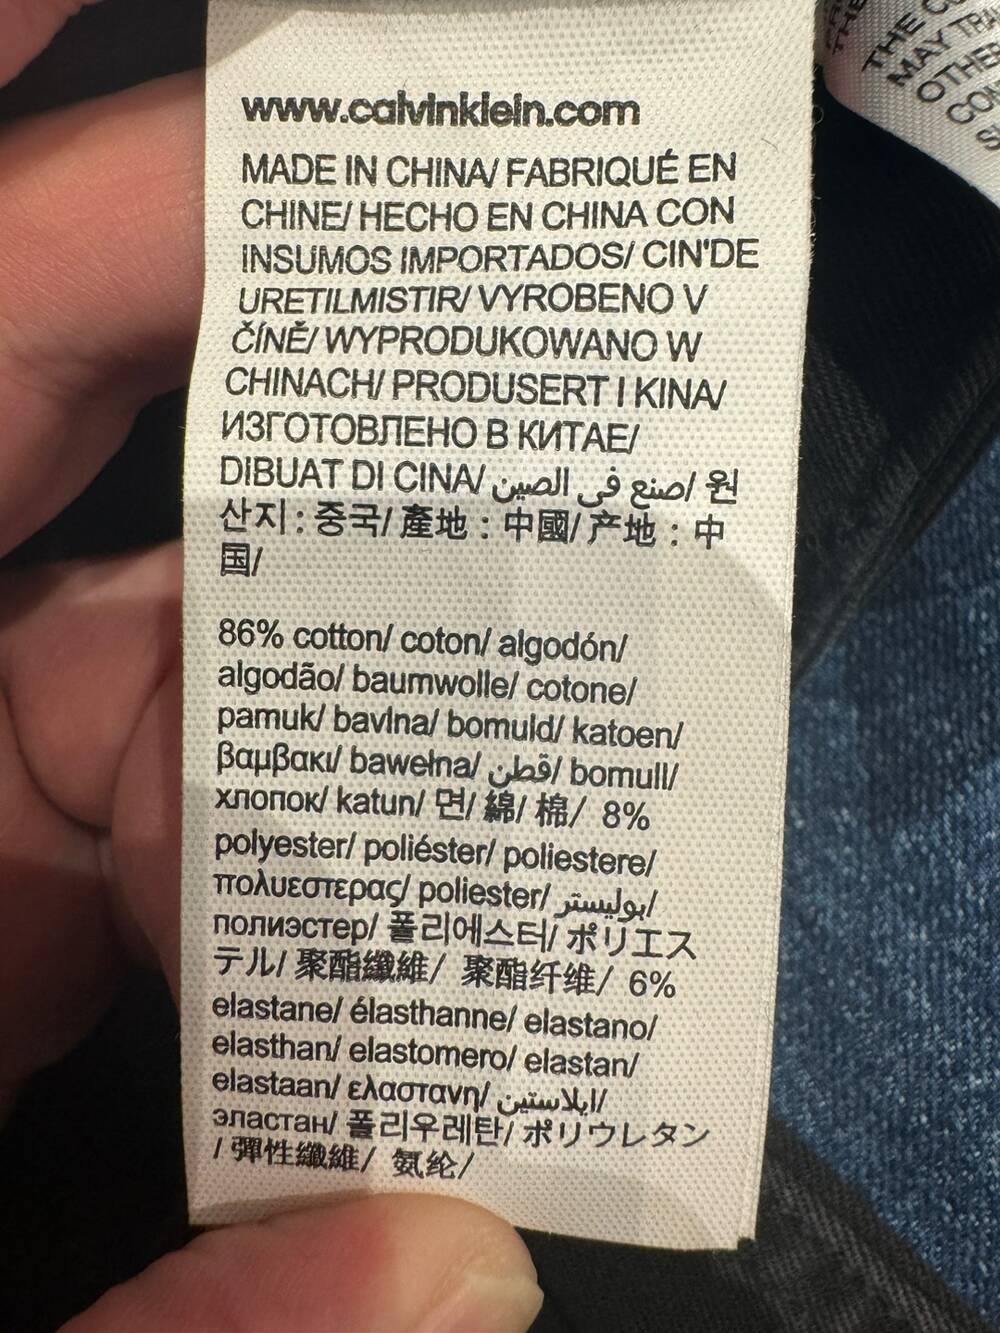 www.calvinklein.com
MADE IN CHINA/ FABRIQUÉ EN
CHINE/ HECHO EN CHINA CON
INSUMOS IMPORTADOS/ CIN'DE
URETILMISTIR/ VYROBENO V
ČÍNĚ/ WYPRODUKOWANO W
CHINACH/ PRODUSERT I KINA/
ИЗГОТОВЛЕНО В КИТАЕ/
DIBUAT DI CINA/ صنع في الصين/ 원
산지 : 중국/ 產地 : 中國/ 产地 : 中
国/
86% cotton/ coton/ algodón/
algodão/ baumwolle/ cotone/
pamuk/ bavlna/ bomuld/ katoen/
βαμβακι/ bawełna/ قطن/ bomull/
хлопок/ katun/ 면/ 綿/ 棉/ 8%
polyester/ poliéster/ poliestere/
πολυεστερας/ poliester/ ابوليستر/
полиэстер/ 폴리에스터/ ポリエス
テル/ 聚酯纖維/ 聚酯纤维/ 6%
elastane/ élasthanne/ elastano/
elasthan/ elastomero/ elastan/
elastaan/ ελαστανη/ ايلاستين/
эластан/ 폴리우레탄/ ポリウレタン
/ 彈性纖維/ 氨纶/
THE
MAY